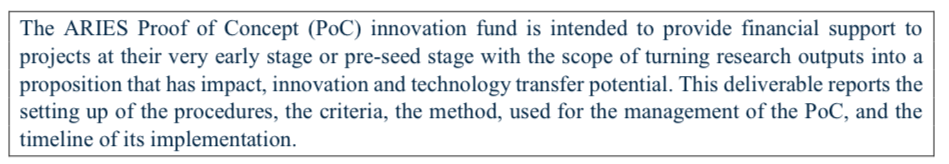 The ARIES Proof of Concept (PoC) innovation fund is intended to provide financial support to
projects at their very early stage or pre-seed stage with the scope of turning research outputs into a
proposition that has impact, innovation and technology transfer potential. This deliverable reports the
setting up of the procedures, the criteria, the method, used for the management of the PoC, and the
timeline of its implementation.